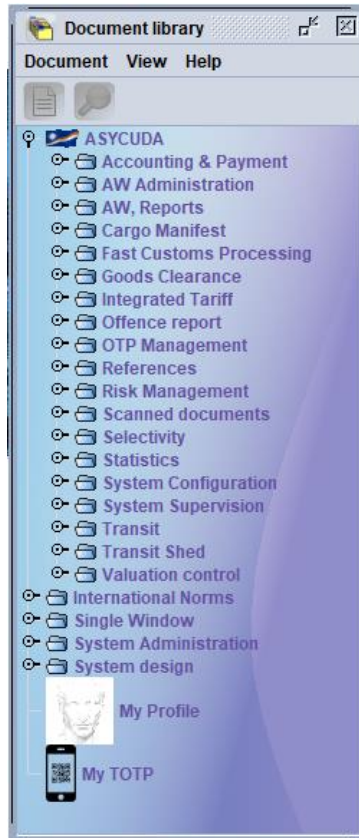 Document library
Document View Help
ASYCUDA
Accounting & Payment
AW Administration
AW, Reports
Cargo Manifest
Fast Customs Processing
Goods Clearance
Integrated Tariff
Offence report
OTP Management
References
Risk Management
Scanned documents
Selectivity
Statistics
System Configuration
System Supervision
Transit
Transit Shed
Valuation control
International Norms
Single Window
System Administration
System design
My Profile
My TOTP